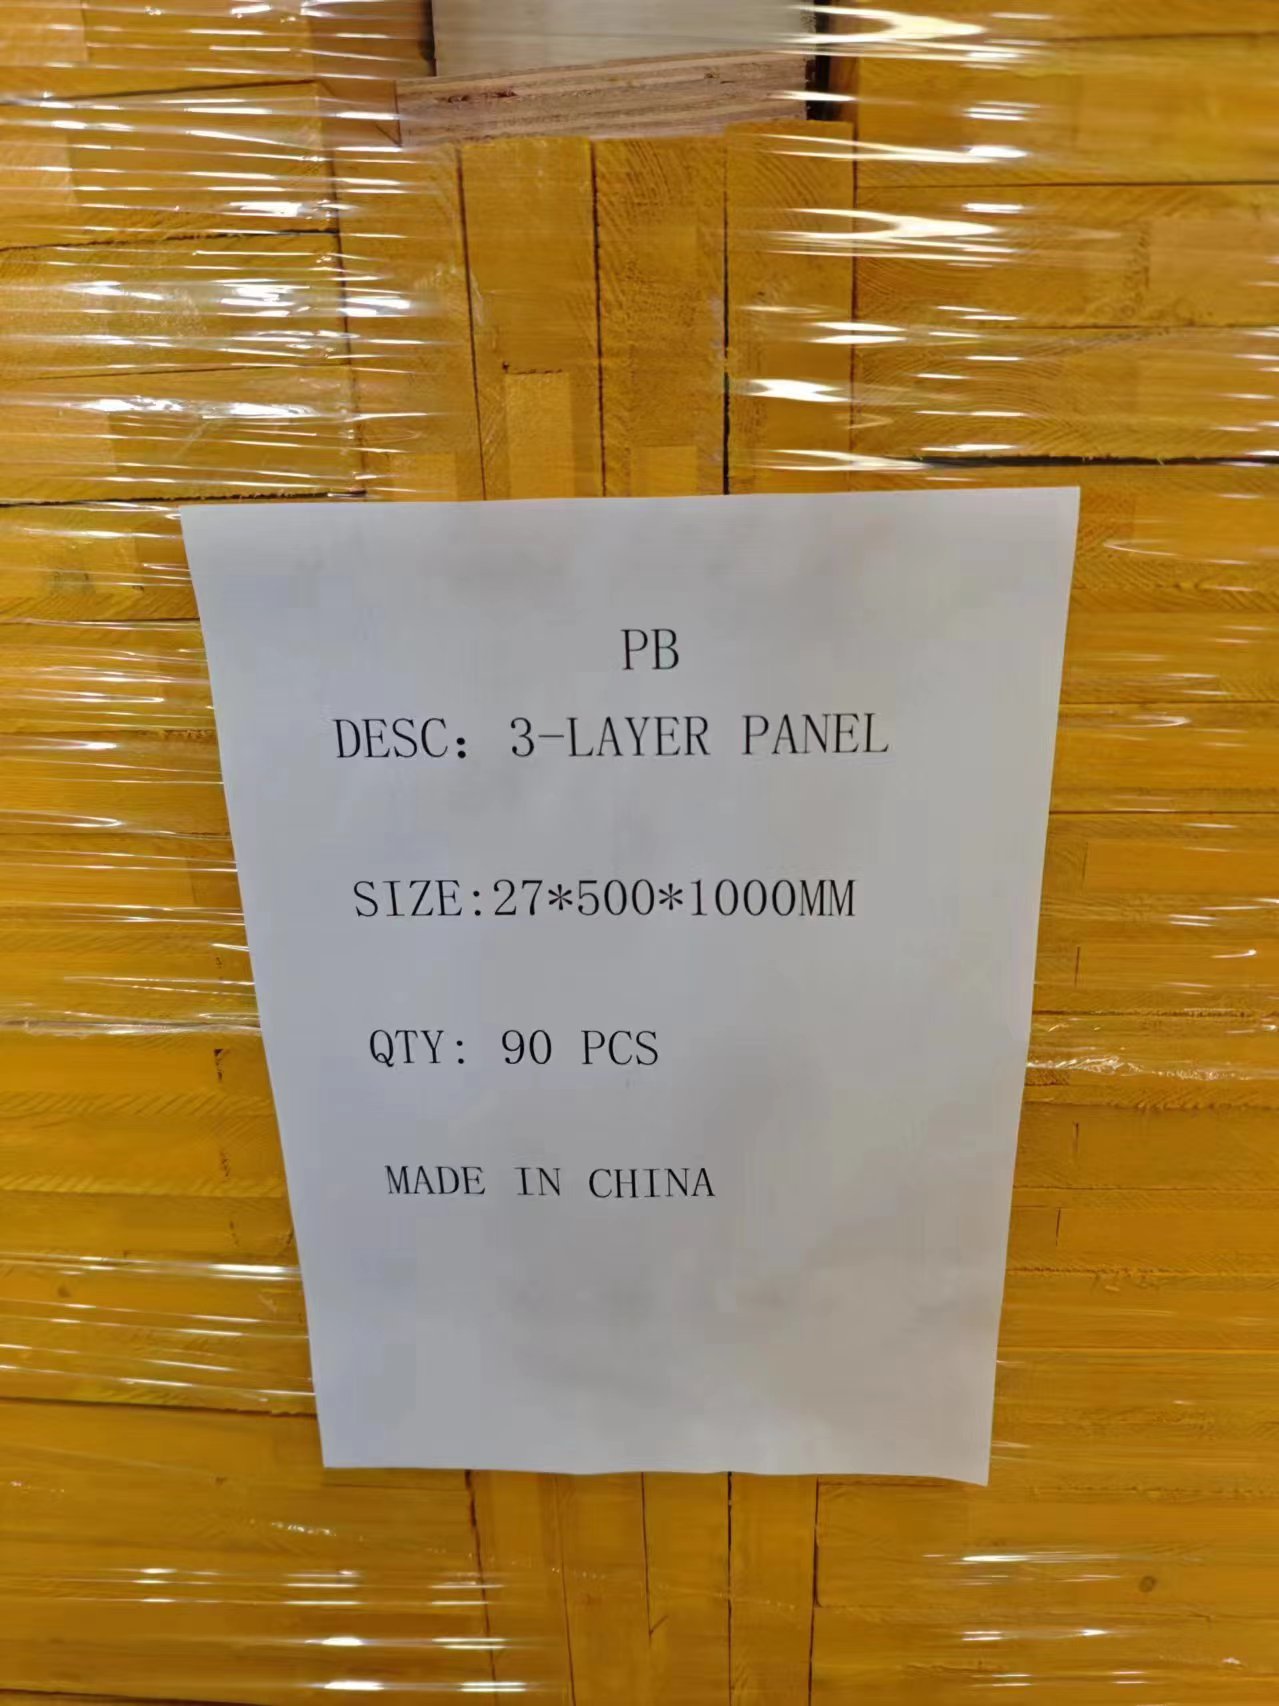 PB
DESC: 3-LAYER PANEL
SIZE:27*500*1000MM
QTY: 90 PCS
MADE IN CHINA